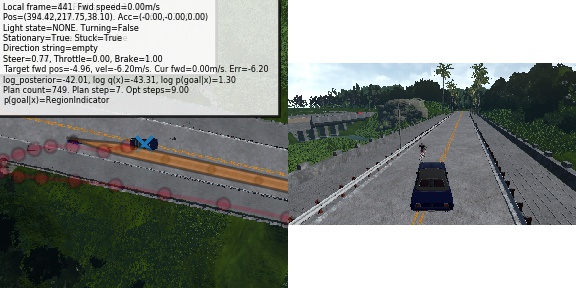 Local frame=441. Fwd speed=0.00m/s
Pos=(394.42,217.75,38.10). Acc=(-0.00,-0.00,0.00)
Light state=NONE. Turning=False
Stationary=True. Stuck=True
Direction string=empty
Steer=0.77, Throttle=0.00, Brake=1.00
Target fwd pos=-4.96, vel=-6.20m/s. Cur fwd=0.00m/s. Err=-6.20
log_posterior=-42.01, log q(x)=-43.31, log p(goal|x)=1.30
Plan count=749. Plan step=7. Opt steps=9.00
p(goal|x)=RegionIndicator